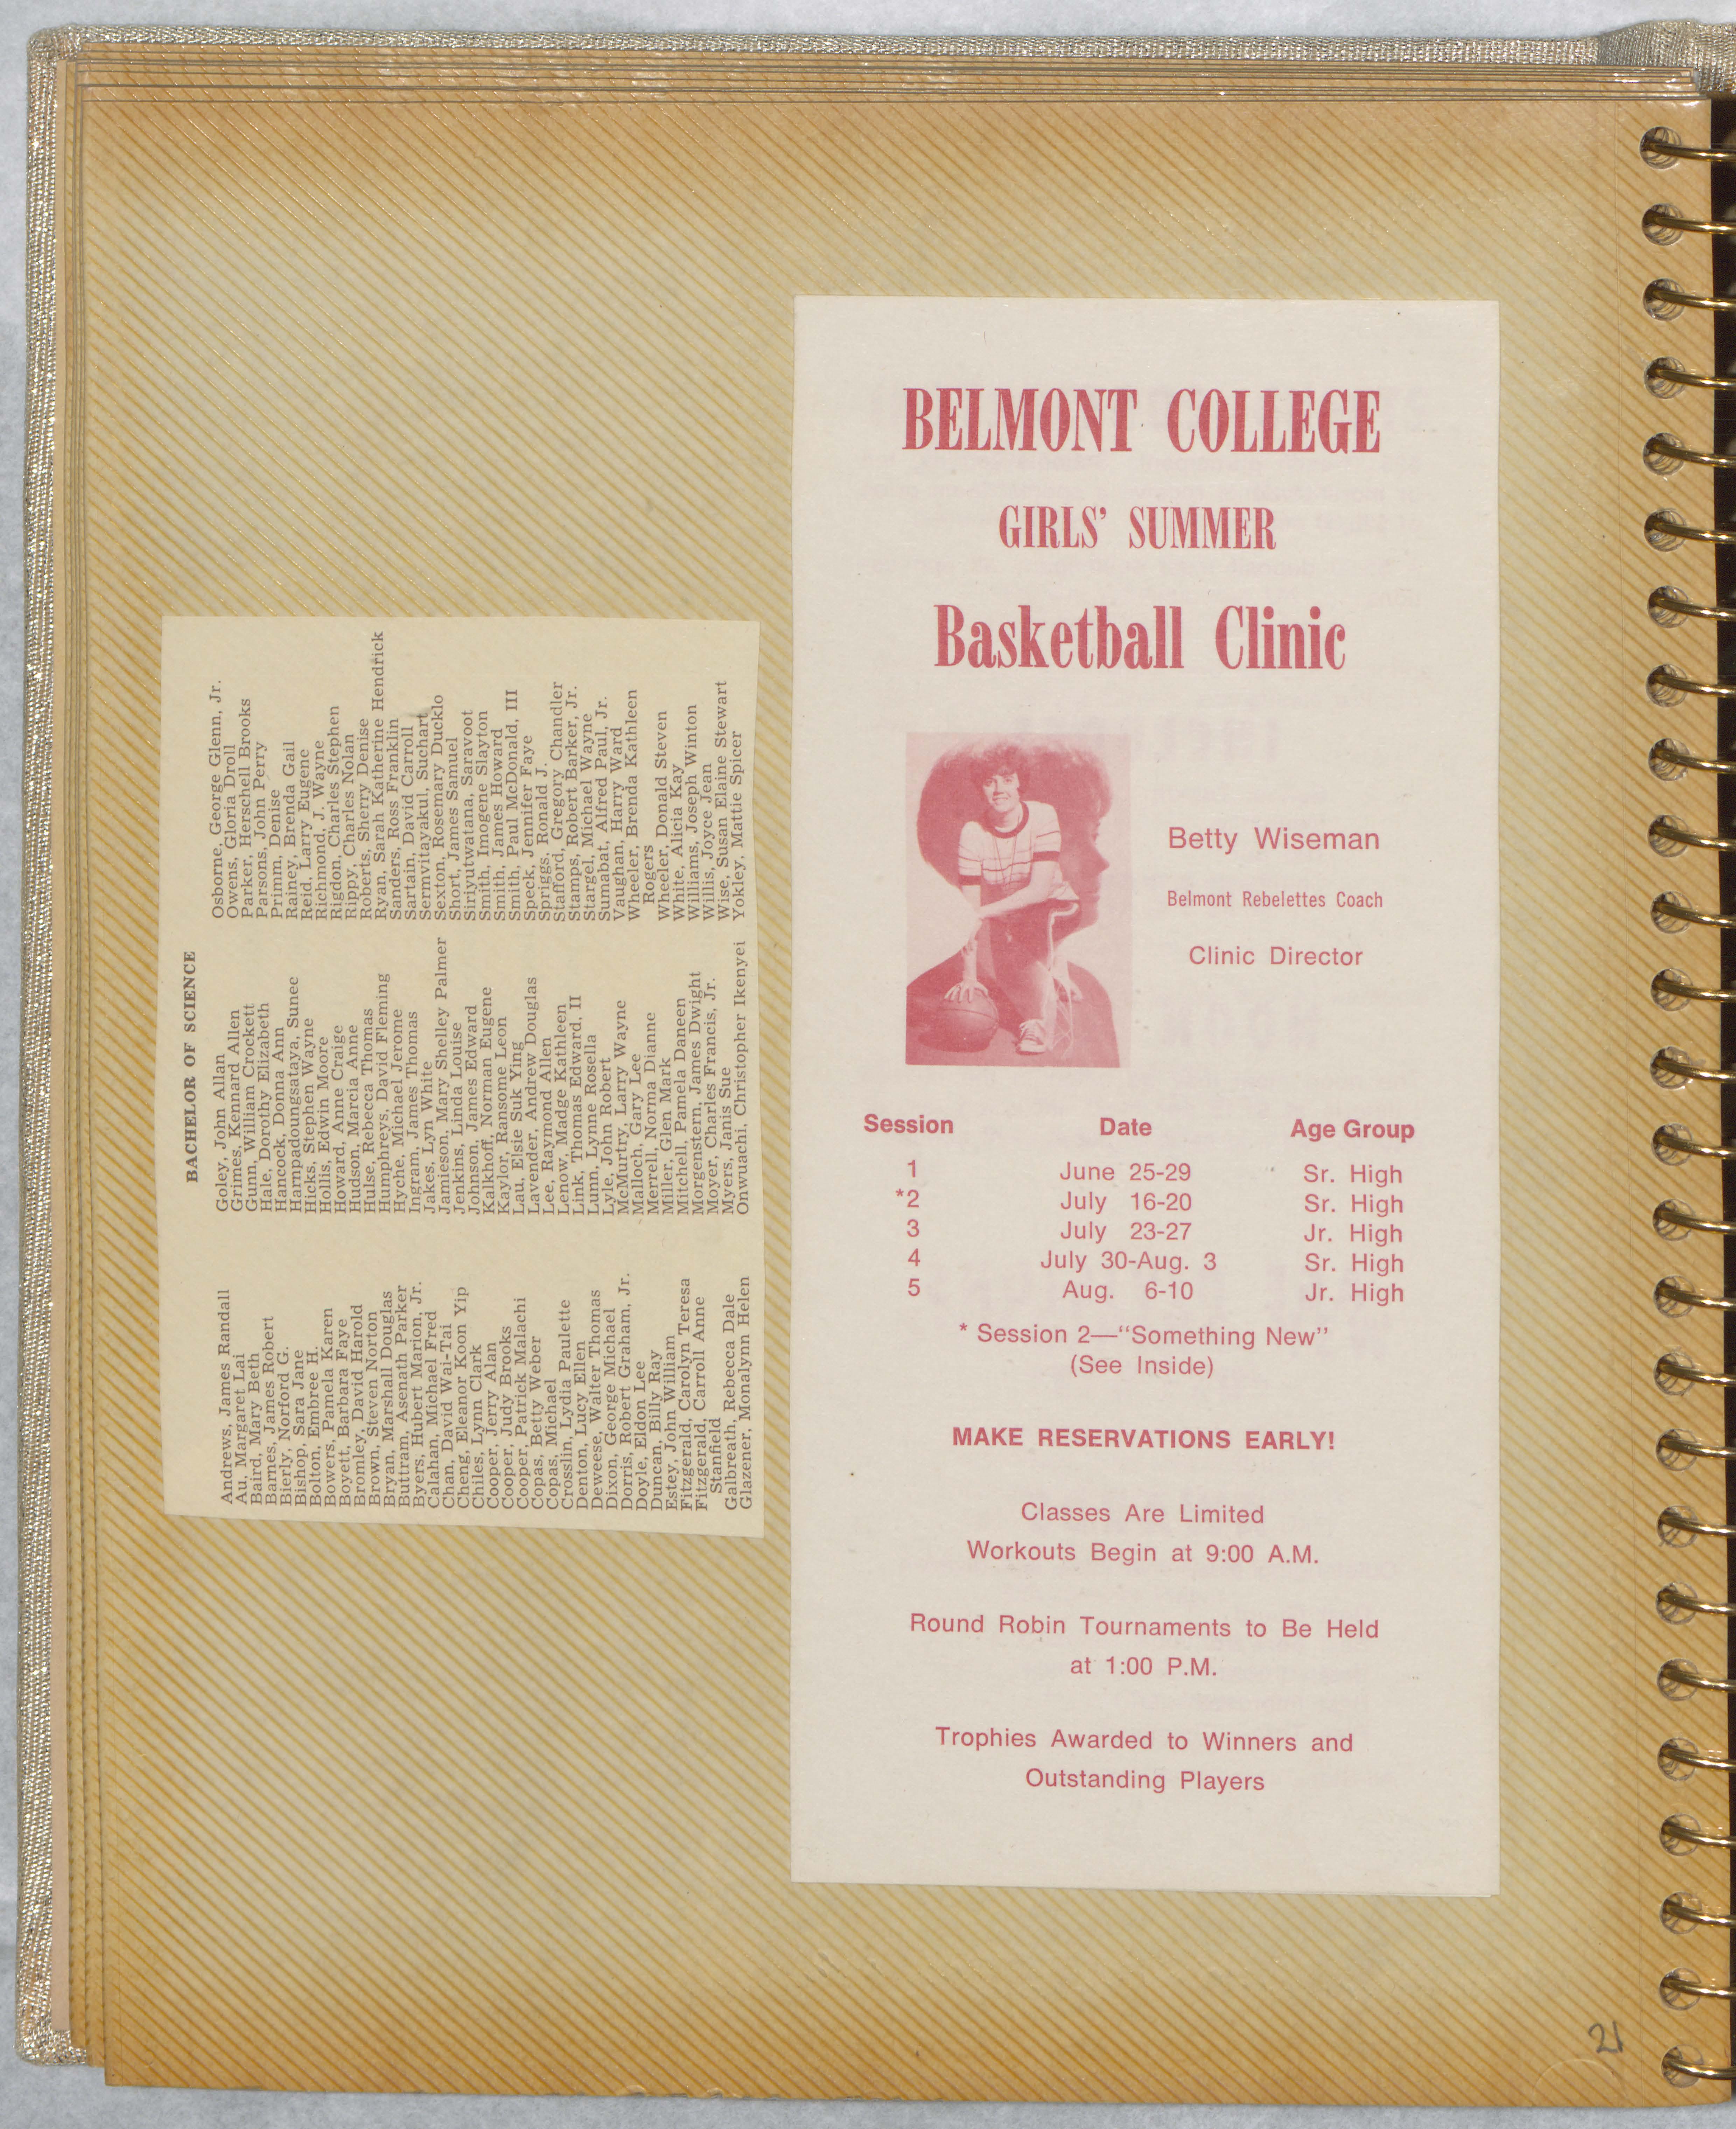 BACHELOR OF SCIENCE
Andrews, James Randall
Au, Margaret Lai
Baird, Mary Beth
Barnes, James Robert
Bierly, Norford G.
Bishop, Sara Jane
Bolton, Embree H.
Bowers, Pamela Karen
Boyett, Barbara Faye
Bromley, David Harold
Brown, Steven Norton
Bryan, Marshall Douglas
Buttram, Asenath Parker
Byers, Hubert Marion, Jr.
Calahan, Michael Fred
Chan, David Wai-Tai
Cheng, Eleanor Koon Yip
Chiles, Lynn Clark
Cooper, Jerry Alan
Cooper, Judy Brooks
Cooper, Patrick Malachi
Copas, Betty Weber
Copas, Michael
Crosslin, Lydia Paulette
Denton, Lucy Ellen
Deweese, Walter Thomas
Dixon, George Michael
Dorris, Robert Graham, Jr.
Doyle, Eldon Lee
Duncan, Billy Ray
Estey, John William
Fitzgerald, Carolyn Teresa
Fitzgerald, Carroll Anne
Stanfield
Galbreath, Rebecca Dale
Glazener, Monalynn Helen
Goley, John Allan
Grimes, Kennard Allen
Gunn, William Crockett
Hale, Dorothy Elizabeth
Hancock, Donna Ann
Harnpadoungsataya, Sunee
Hicks, Stephen Wayne
Hollis, Edwin Moore
Howard, Anne Craige
Hudson, Marcia Anne
Hulse, Rebecca Thomas
Humphreys, David Fleming
Hyche, Michael Jerome
Ingram, James Thomas
Jakes, Lyn White
Jamieson, Mary Shelley Palmer
Jenkins, Linda Louise
Johnson, James Edward
Kalkhoff, Norman Eugene
Kaylor, Ransome Leon
Lau, Elsie Suk Ying
Lavender, Andrew Douglas
Lee, Raymond Allen
Lenow, Madge Kathleen
Link, Thomas Edward, II
Lunn, Lynne Rosella
Lyle, John Robert
McMurtry, Larry Wayne
Malloch, Gary Lee
Merrell, Norma Dianne
Miller, Glen Mark
Mitchell, Pamela Daneen
Morgenstern, James Dwight
Moyer, Charles Francis, Jr.
Myers, Janis Sue
Onwuachi, Christopher Ikenyei
Osborne, George Glenn, Jr.
Owens, Gloria Droll
Parker, Herschell Brooks
Parsons, John Perry
Primm, Denise
Rainey, Brenda Gail
Reid, Larry Eugene
Richmond, J. Wayne
Rigdon, Charles Stephen
Rippy, Charles Nolan
Roberts, Sherry Denise
Ryan, Sarah Katherine Hendrick
Sanders, Ross Franklin
Sartain, David Carroll
Sermvitayakul, Suchart
Sexton, Rosemary Ducklo
Short, James Samuel
Siriyutwatana, Saravoot
Smith, Imogene Slayton
Smith, James Howard
Smith, Paul McDonald, III
Speck, Jennifer Faye
Spriggs, Ronald J.
Stafford, Gregory Chandler
Stamps, Robert Barker, Jr.
Stargel, Michael Wayne
Sumabat, Alfred Paul, Jr.
Vaughan, Harry Ward
Wheeler, Brenda Kathleen
Rogers
Wheeler, Donald Steven
White, Alicia Kay
Williams, Joseph Winton
Willis, Joyce Jean
Wise, Susan Elaine Stewart
Yokley, Mattie Spicer
BELMONT COLLEGE
GIRLS' SUMMER
Basketball Clinic
Betty Wiseman
Belmont Rebelettes Coach
Clinic Director
Session Date Age Group
1 June 25-29 Sr. High
*2 July 16-20 Sr. High
3 July 23-27 Jr. High
4 July 30-Aug. 3 Sr. High
5 Aug. 6-10 Jr. High
* Session 2—"Something New"
(See Inside)
MAKE RESERVATIONS EARLY!
Classes Are Limited
Workouts Begin at 9:00 A.M.
Round Robin Tournaments to Be Held
at 1:00 P.M.
Trophies Awarded to Winners and
Outstanding Players
21